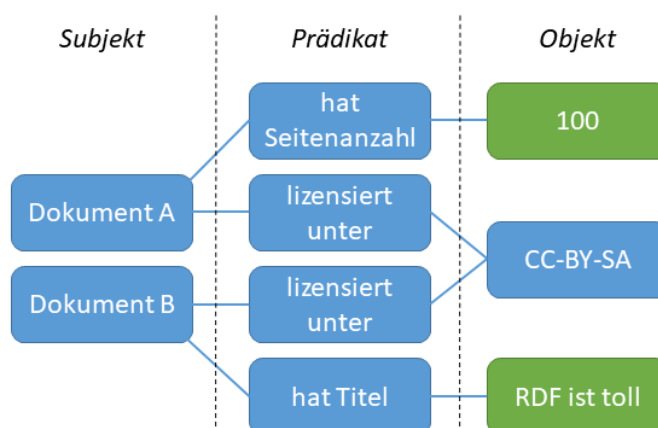 Subjekt Prädikat Objekt
hat
Seitenanzahl
100
Dokument A
lizensiert
unter
CC-BY-SA
Dokument B
lizensiert
unter
hat Titel
RDF ist toll